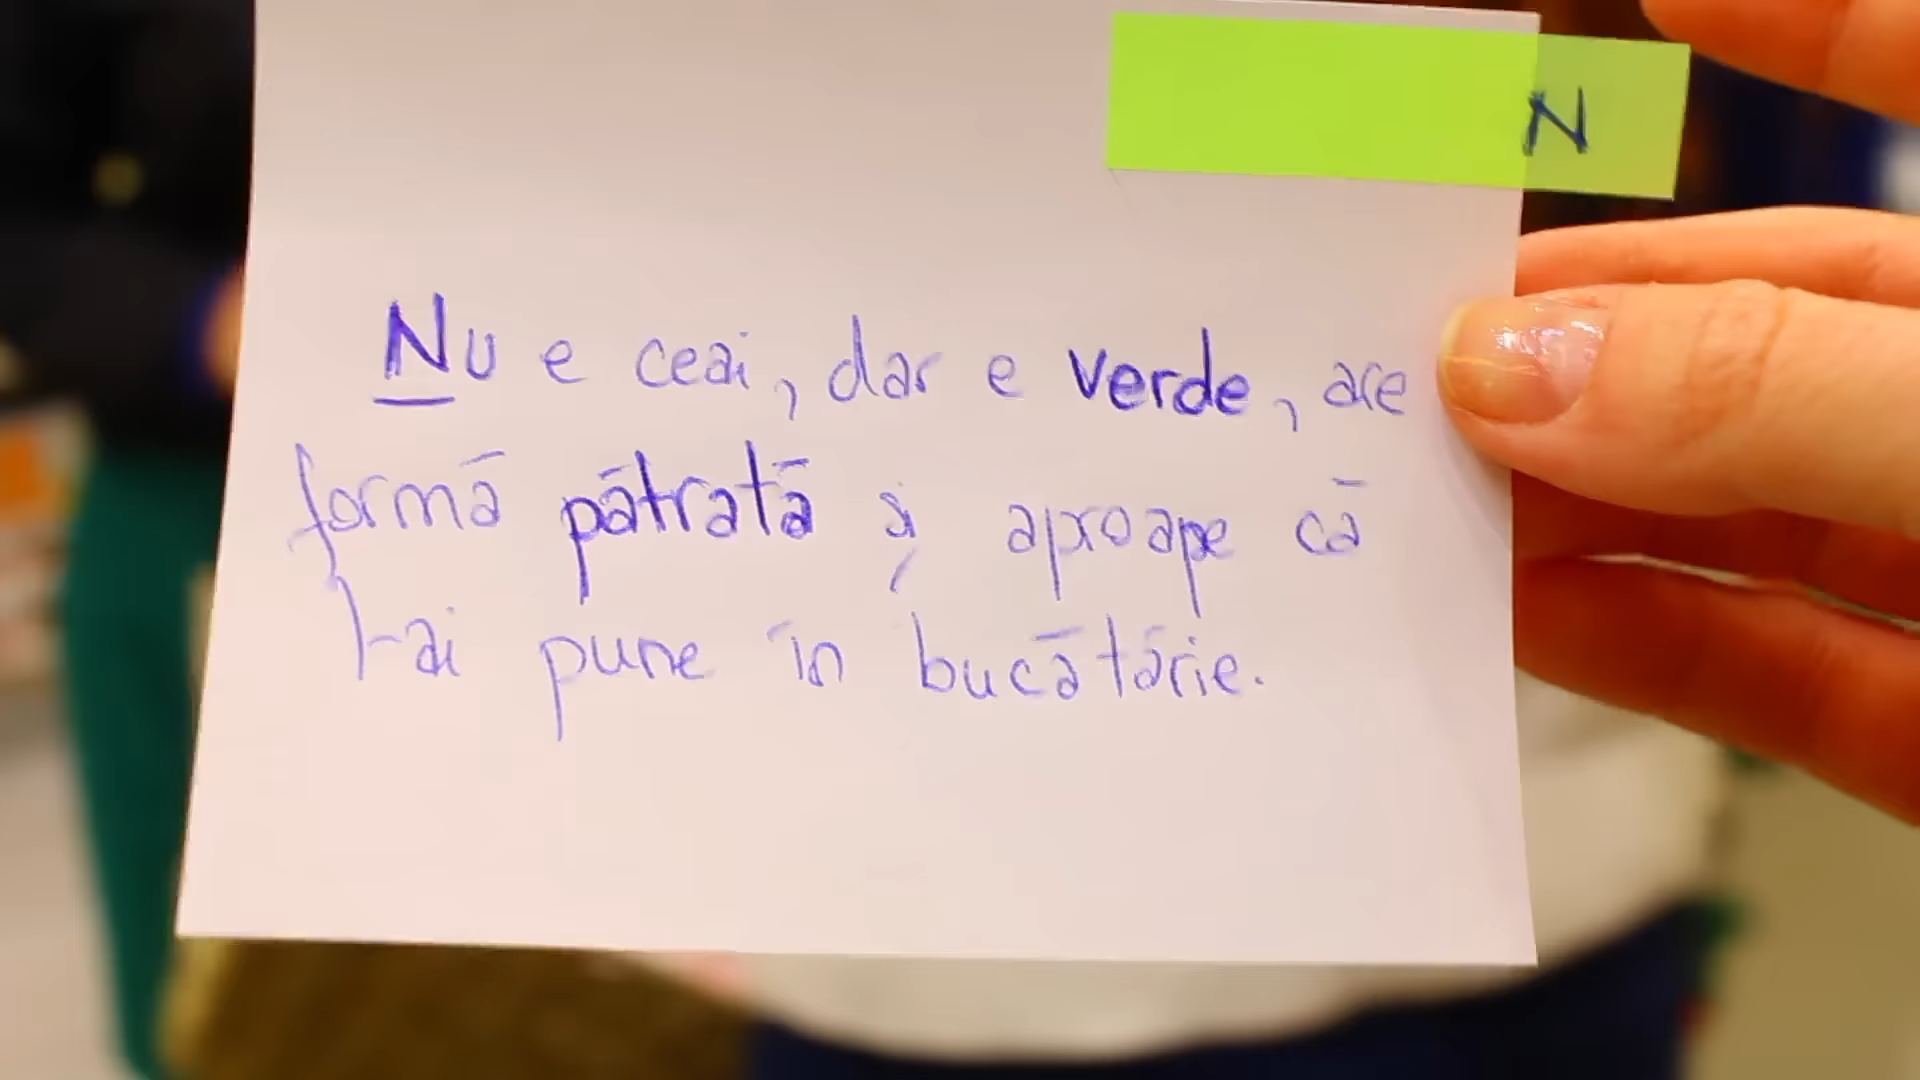 N
Nu e ceai, dar e verde, are
formă pătrată și aproape că
l-ai pune în bucătărie.